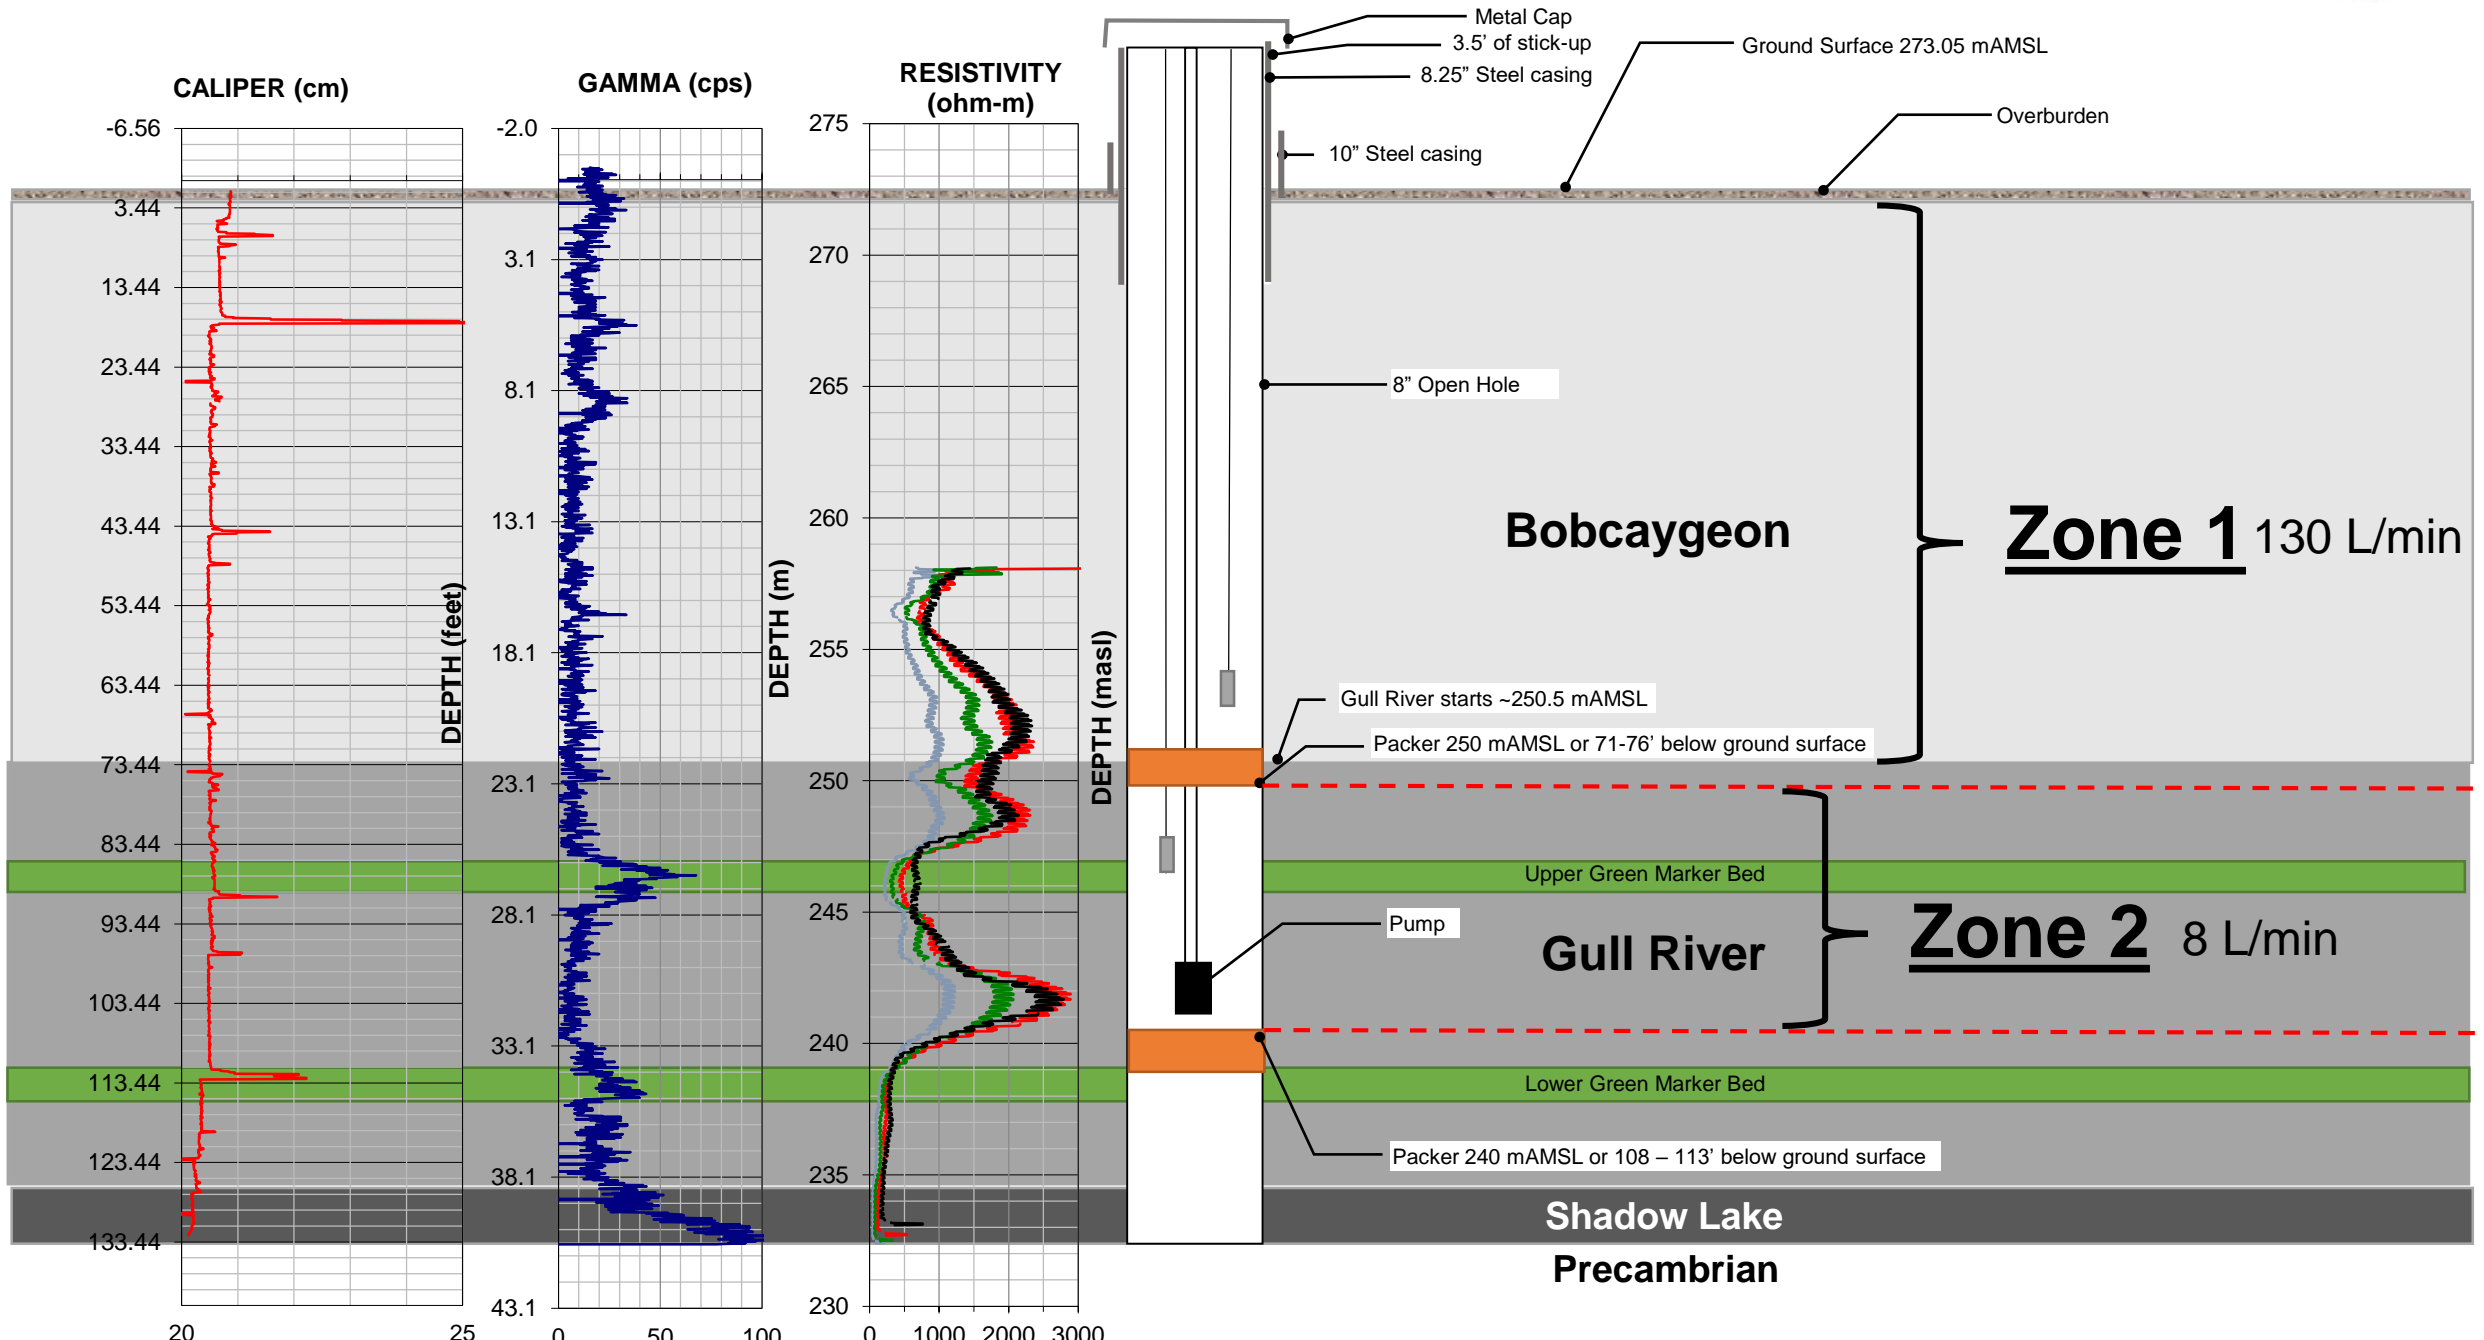 Metal Cap
3.5’ of stick-up
8.25” Steel casing
10” Steel casing
Ground Surface 273.05 mAMSL
Overburden
CALIPER (cm)
-6.56
3.44
13.44
23.44
33.44
43.44
53.44
63.44
73.44
83.44
93.44
103.44
113.44
123.44
133.44
20
25
DEPTH (feet)
GAMMA (cps)
-2.0
3.1
8.1
13.1
18.1
23.1
28.1
33.1
38.1
43.1
0
50
100
DEPTH (m)
RESISTIVITY
(ohm-m)
275
270
265
260
255
250
245
240
235
230
0
1000
2000
3000
DEPTH (masl)
8” Open Hole
Bobcaygeon
Zone 1 130 L/min
Gull River starts ~250.5 mAMSL
Packer 250 mAMSL or 71-76’ below ground surface
Upper Green Marker Bed
Pump
Gull River
Zone 2 8 L/min
Lower Green Marker Bed
Packer 240 mAMSL or 108 – 113’ below ground surface
Shadow Lake
Precambrian